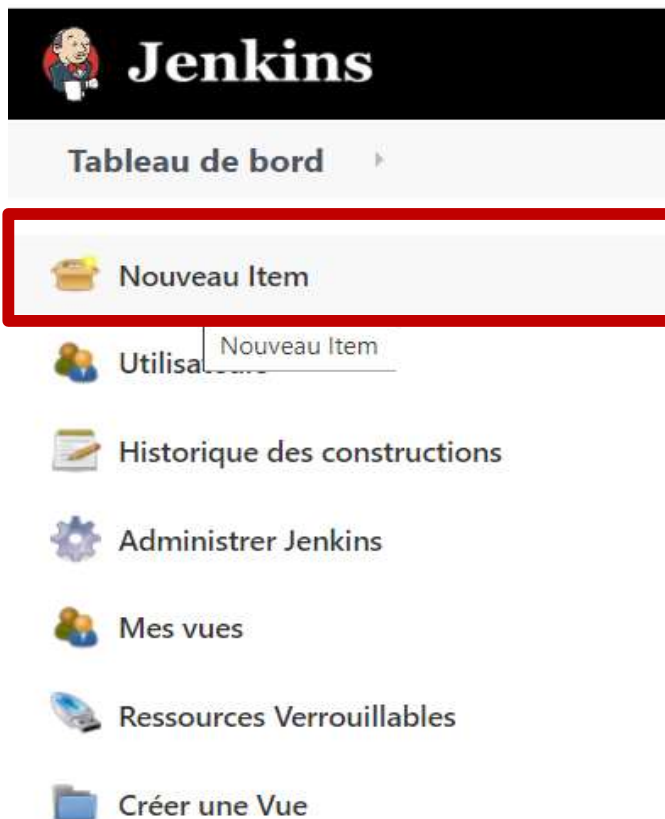 Jenkins
Tableau de bord
Nouveau Item
Nouveau Item
Historique des constructions
Administrer Jenkins
Mes vues
Ressources Verrouillables
Créer une Vue